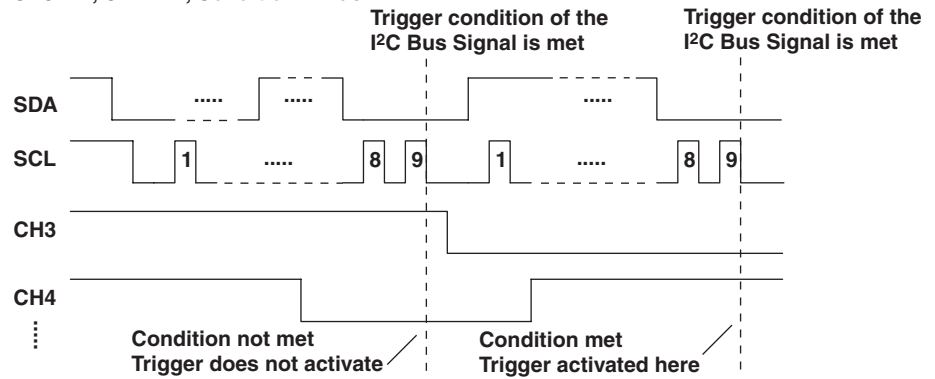 Trigger condition of the
I2C Bus Signal is met
Trigger condition of the
I2C Bus Signal is met
SDA
.....
.....
.....
SCL
1
.....
8
9
1
.....
8
9
CH3
CH4
Condition not met
Trigger does not activate
Condition met
Trigger activated here